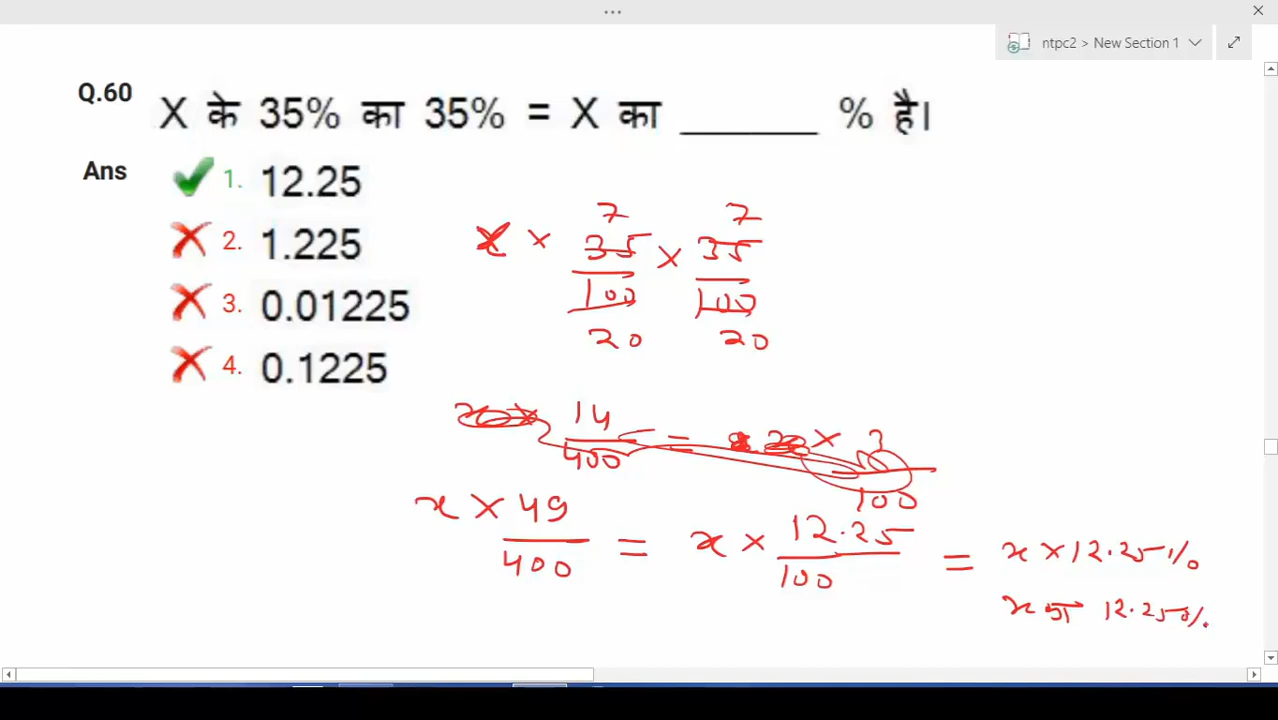 ntpc2 > New Section 1
Q.60 X के 35% का 35% = X का ______ % है।
Ans
1. 12.25
2. 1.225
3. 0.01225
4. 0.1225
7 7
x × 35 × 35
100 100
20 20
14
400 = ×
100
x × 49 = x × 12.25 = x × 12.25%
400 100
x का 12.25%